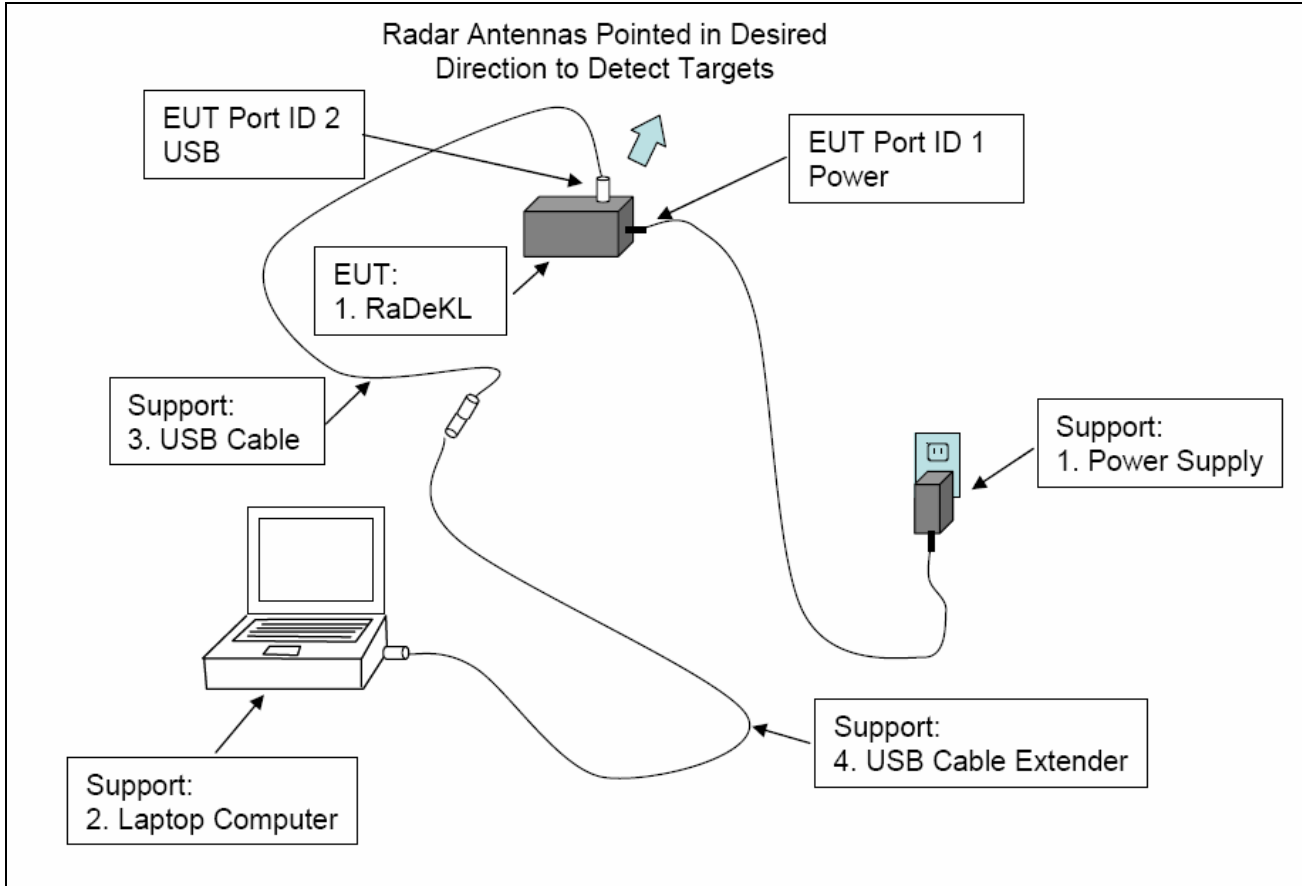 Radar Antennas Pointed in Desired
Direction to Detect Targets
EUT Port ID 2
USB
EUT Port ID 1
Power
EUT:
1. RaDeKL
Support:
3. USB Cable
Support:
1. Power Supply
Support:
4. USB Cable Extender
Support:
2. Laptop Computer